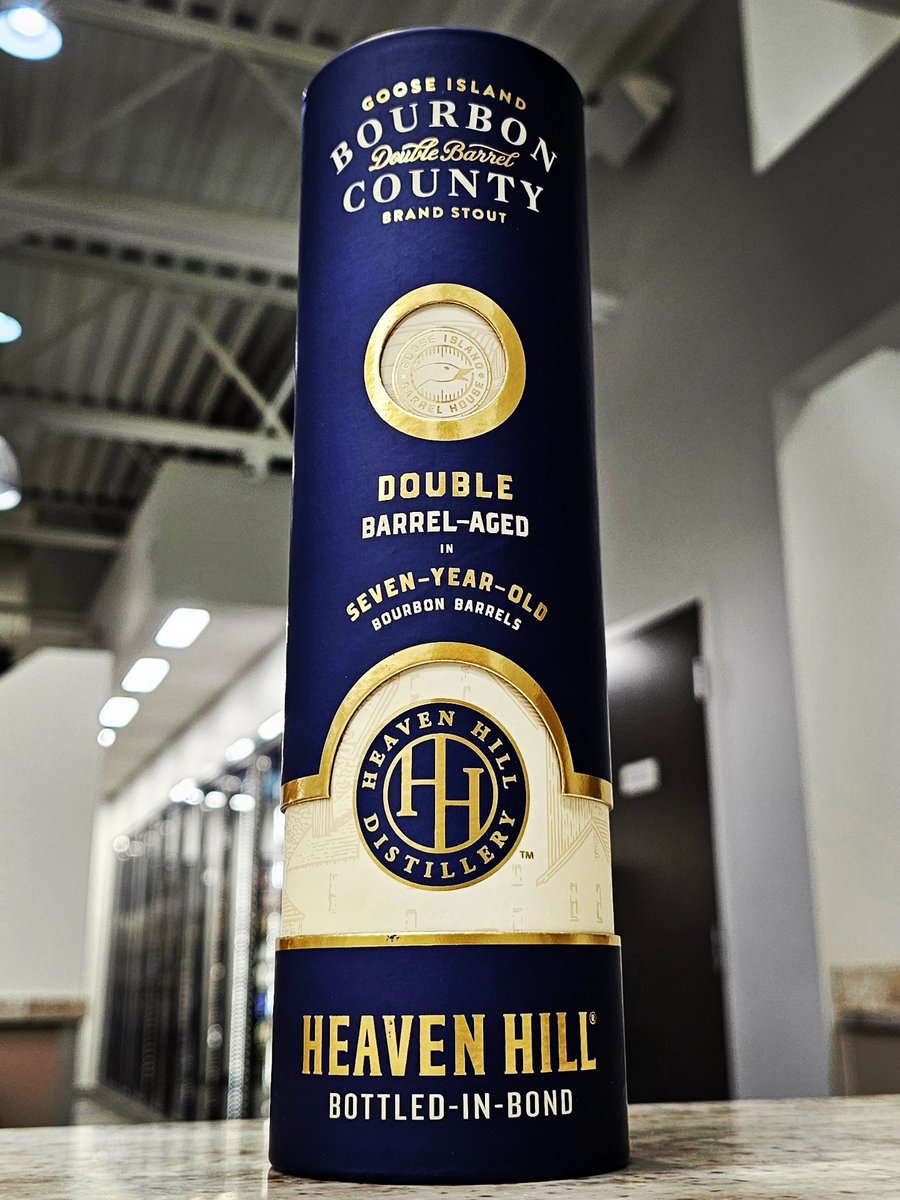 GOOSE ISLAND
BOURBON
Double Barrel
COUNTY
BRAND STOUT
GOOSE ISLAND
BARREL HOUSE
DOUBLE
BARREL-AGED
IN
SEVEN-YEAR-OLD
BOURBON BARRELS
HEAVEN HILL
HH
DISTILLERY
™
HEAVEN HILL®
BOTTLED-IN-BOND